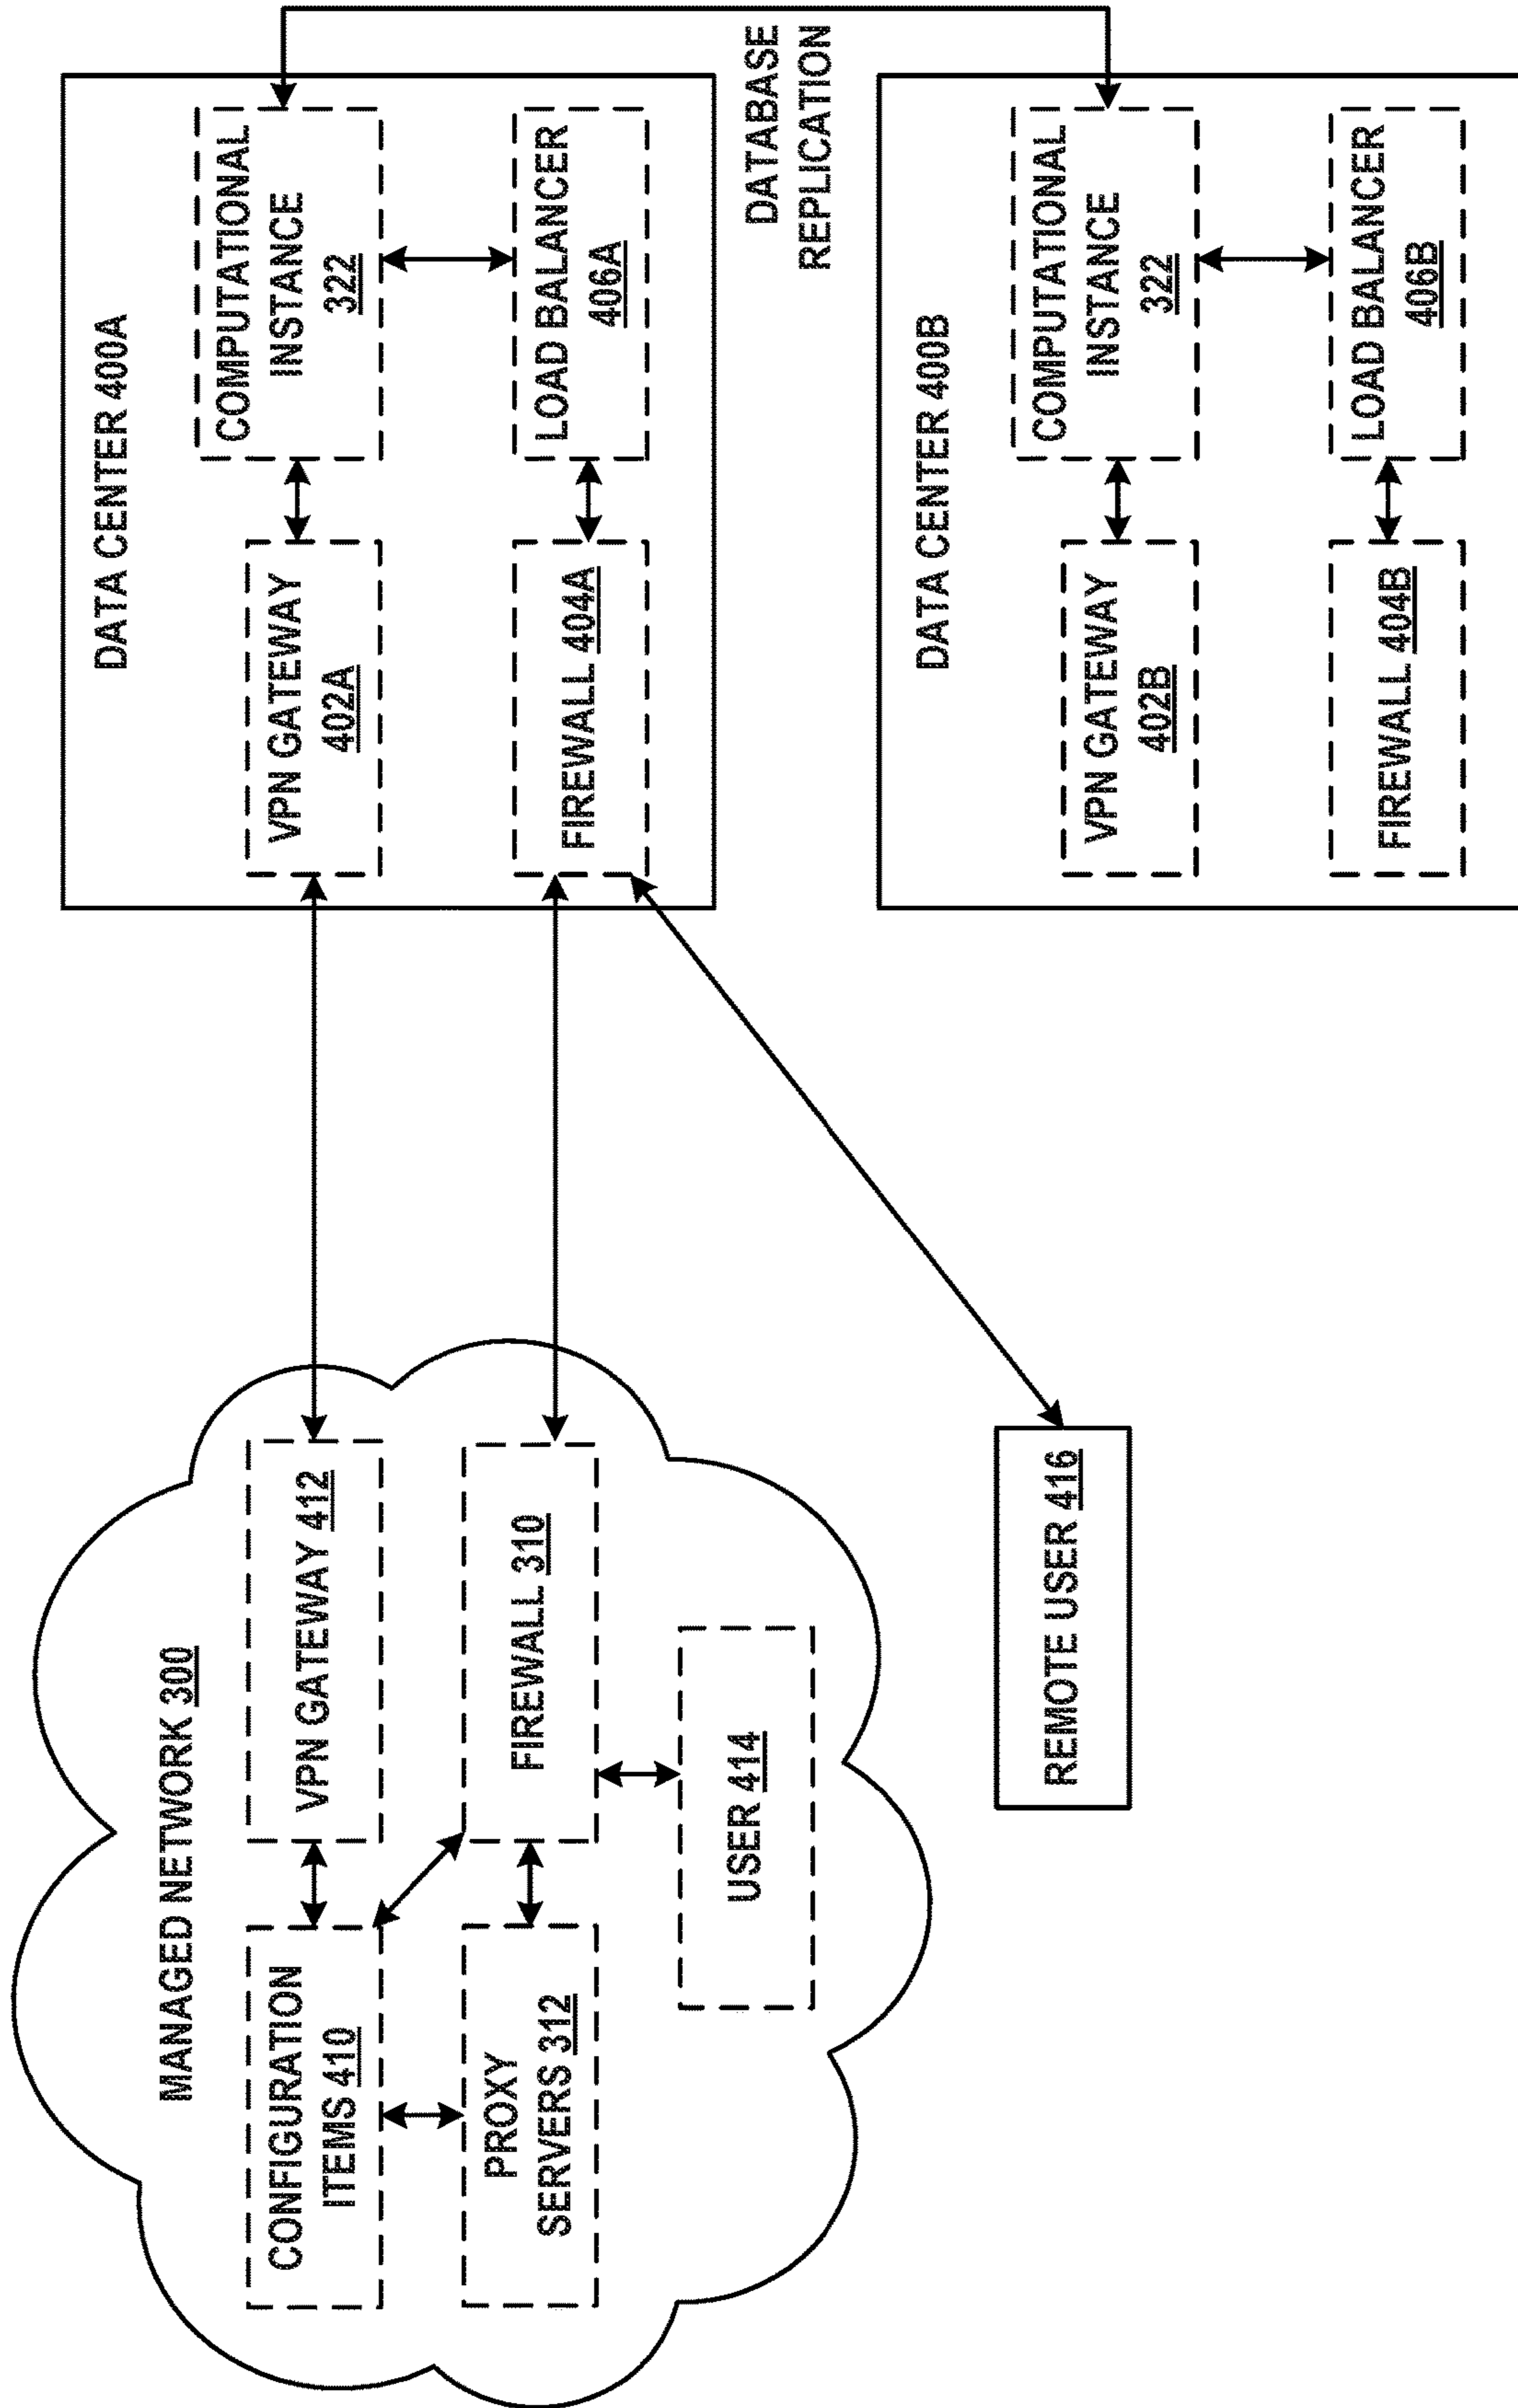 MANAGED NETWORK 300
CONFIGURATION
ITEMS 410
VPN GATEWAY 412
PROXY
SERVERS 312
FIREWALL 310
USER 414
REMOTE USER 416
DATA CENTER 400A
VPN GATEWAY
402A
COMPUTATIONAL
INSTANCE
322
FIREWALL 404A
LOAD BALANCER
406A
DATABASE
REPLICATION
DATA CENTER 400B
VPN GATEWAY
402B
COMPUTATIONAL
INSTANCE
322
FIREWALL 404B
LOAD BALANCER
406B